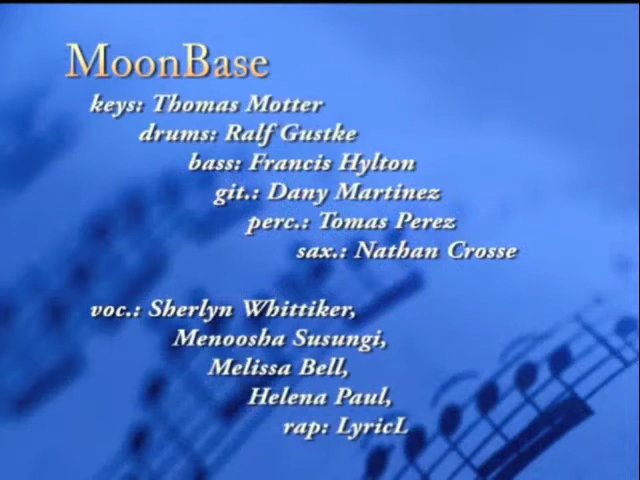 MoonBase
keys: Thomas Motter
drums: Ralf Gustke
bass: Francis Hylton
git.: Dany Martinez
perc.: Tomas Perez
sax.: Nathan Crosse
voc.: Sherlyn Whittiker,
Menoosha Susungi,
Melissa Bell,
Helena Paul,
rap: LyricL